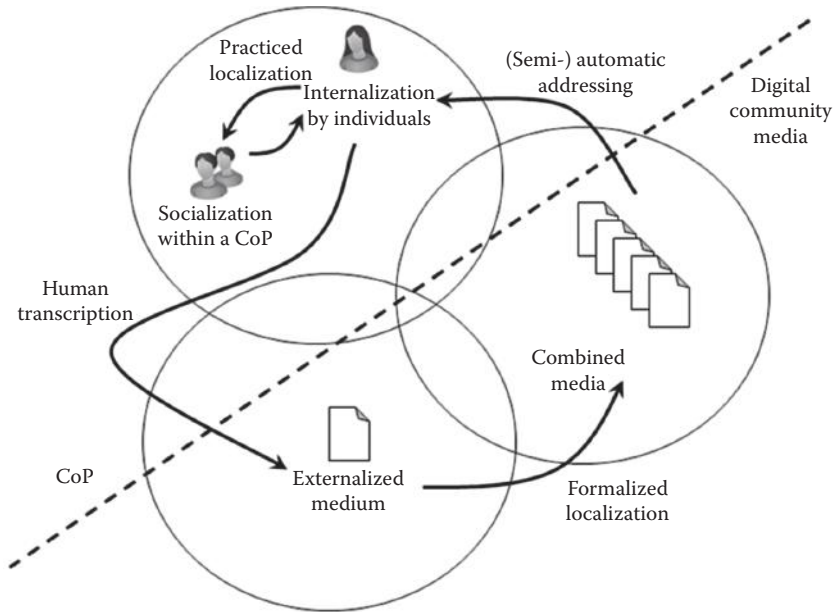 Practiced
localization
Internalization
by individuals
Socialization
within a CoP
(Semi-) automatic
addressing
Digital
community
media
Human
transcription
Combined
media
CoP
Externalized
medium
Formalized
localization